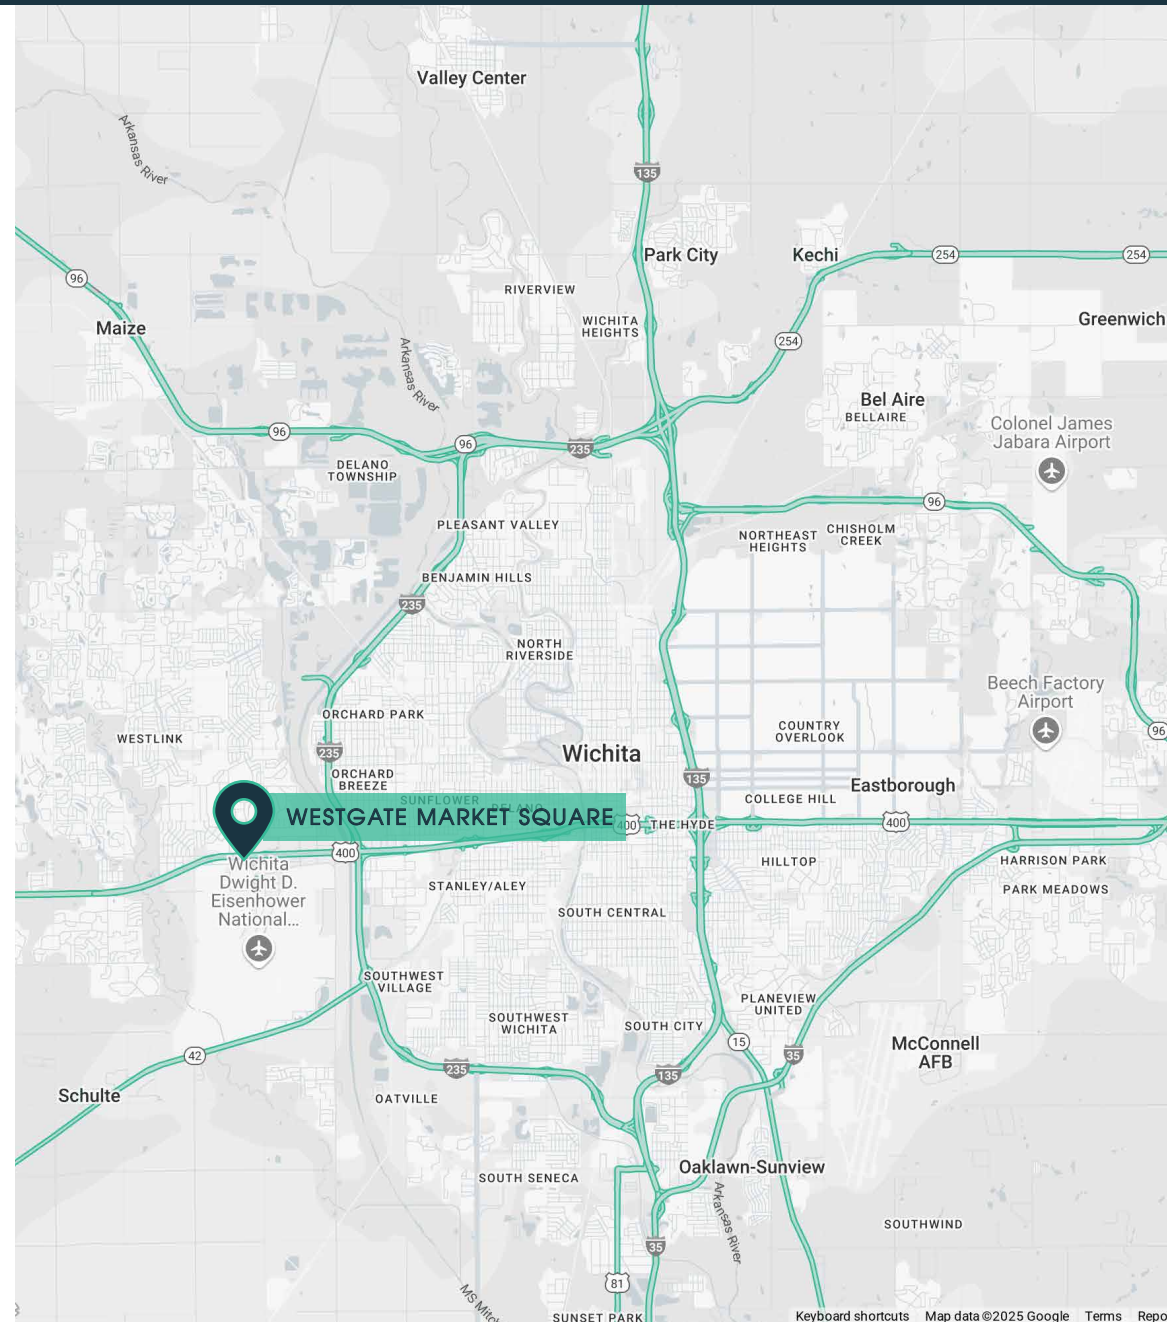 Valley Center
Arkansas River
135
Park City
Kechi
254
254
96
RIVERVIEW
Greenwich
WICHITA
HEIGHTS
Maize
254
Arkansas River
Bel Aire
BELLAIRE
Colonel James
Jabara Airport
96
96
235
DELANO
TOWNSHIP
96
PLEASANT VALLEY
NORTHEAST
HEIGHTS
CHISHOLM
CREEK
BENJAMIN HILLS
235
NORTH
RIVERSIDE
Beech Factory
Airport
ORCHARD PARK
COUNTRY
OVERLOOK
96
WESTLINK
235
Wichita
ORCHARD
BREEZE
135
Eastborough
SUNFLOWER
DELANO
COLLEGE HILL
WESTGATE MARKET SQUARE
400
THE HYDE
400
400
Wichita
Dwight D.
Eisenhower
National...
HILLTOP
HARRISON PARK
STANLEY/ALEY
PARK MEADOWS
SOUTH CENTRAL
SOUTHWEST
VILLAGE
PLANEVIEW
UNITED
SOUTHWEST
WICHITA
SOUTH CITY
15
McConnell
AFB
42
35
235
135
Schulte
OATVILLE
Oaklawn-Sunview
SOUTH SENECA
Arkansas River
SOUTHWIND
35
81
MS Mitch
SUNSET PARK
Keyboard shortcuts Map data ©2025 Google Terms Repo